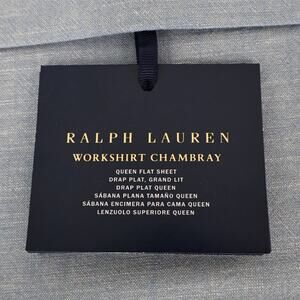 RALPH LAUREN
WORKSHIRT CHAMBRAY
QUEEN FLAT SHEET
DRAP PLAT, GRAND LIT
DRAP PLAT QUEEN
SÁBANA PLANA TAMAÑO QUEEN
SÁBANA ENCIMERA PARA CAMA QUEEN
LENZUOLO SUPERIORE QUEEN